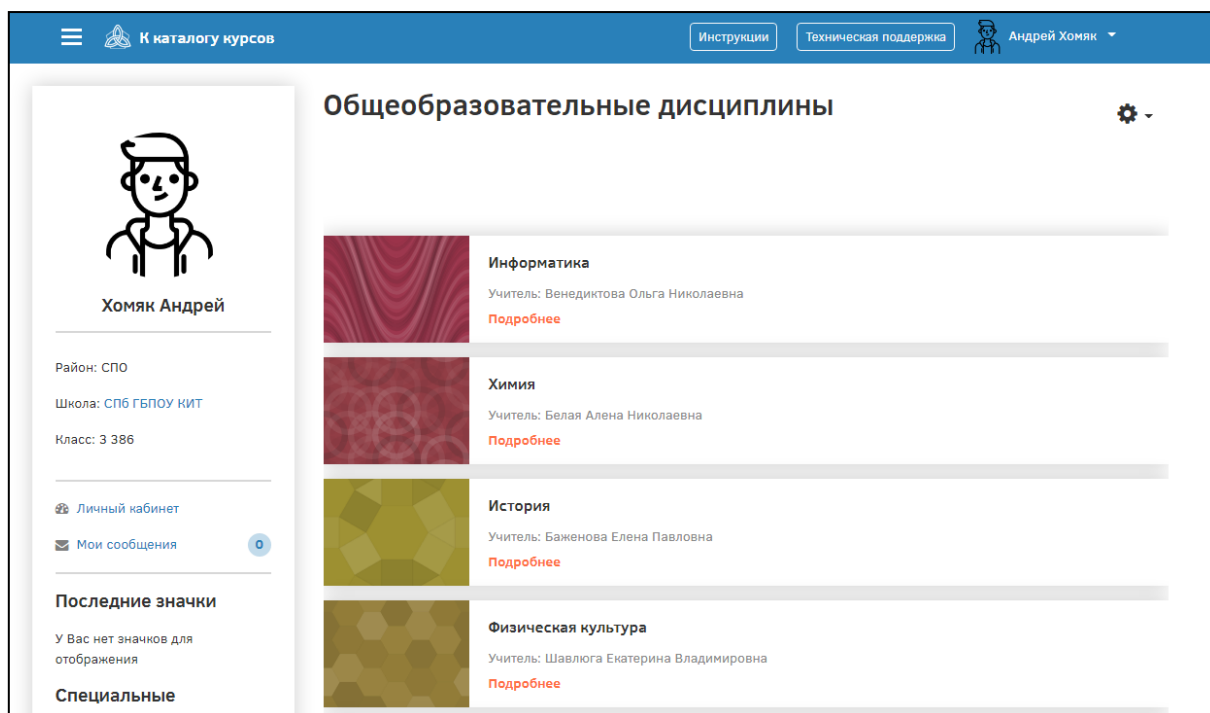 К каталогу курсов
Инструкции
Техническая поддержка
Андрей Хомяк
Хомяк Андрей
Район: СПО
Школа: СПб ГБПОУ КИТ
Класс: 3 386
Личный кабинет
Мои сообщения
0
Последние значки
У Вас нет значков для
отображения
Специальные
Общеобразовательные дисциплины
Информатика
Учитель: Венедиктова Ольга Николаевна
Подробнее
Химия
Учитель: Белая Алена Николаевна
Подробнее
История
Учитель: Баженова Елена Павловна
Подробнее
Физическая культура
Учитель: Шавлюга Екатерина Владимировна
Подробнее